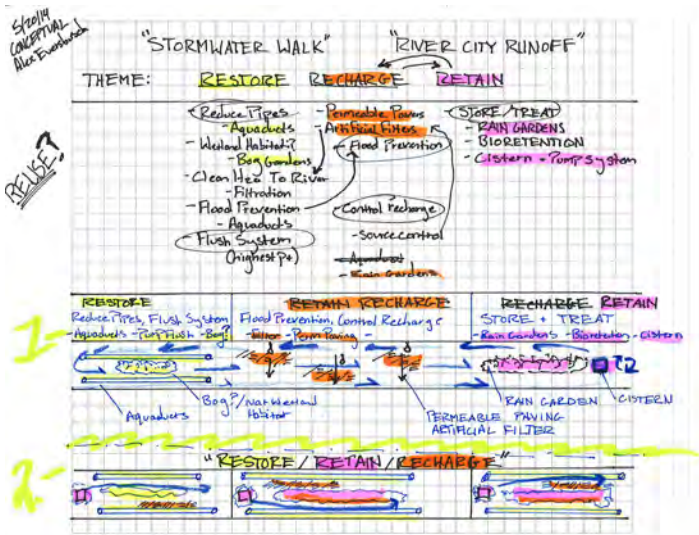 5/20/14
CONCEPTUAL
Alex
"STORMWATER WALK" "RIVER CITY RUNOFF"
THEME: RESTORE RECHARGE RETAIN
REUSE?
Reduce Pipes
- Aquaducts
- Wetland Habitat?
- Bog Gardens
- Clean H2O To River
- Filtration
- Flood Prevention
- Aquaducts
- Flush System
(highest pt)
- Permeable Pavers
- Artificial Filters
- Flood Prevention
- Control recharge
- Source control
- Aquaduct
- Rain Gardens
STORE/TREAT
- RAIN GARDENS
- BIORETENTION
- Cistern - Pump System
1-
RESTORE
Reduce Pipes, Flush System
- Aquaducts - Pump Flush - Bog?
RETAIN RECHARGE
Flood Prevention, Control Recharge
- Filter - Perm Paving
RECHARGE RETAIN
STORE + TREAT
- Rain Gardens - Bioretention - Cistern
Aquaducts
Bog?/Nat Wetland
Habitat
PERMEABLE PAVING
ARTIFICIAL FILTER
RAIN GARDEN
CISTERN
2-
"RESTORE/RETAIN/RECHARGE"